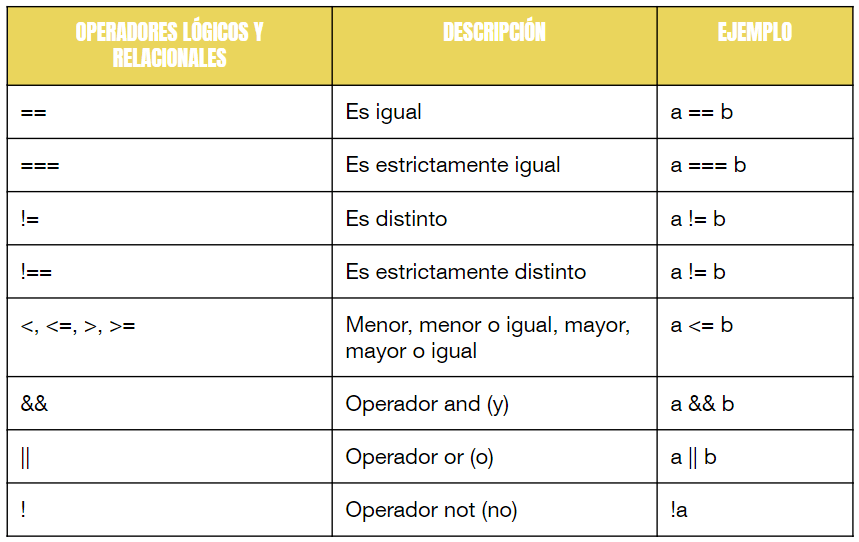 OPERADORES LÓGICOS Y
RELACIONALES
DESCRIPCIÓN
EJEMPLO
==
Es igual
a == b
===
Es estrictamente igual
a === b
!=
Es distinto
a != b
!==
Es estrictamente distinto
a != b
<, <=, >, >=
Menor, menor o igual, mayor,
mayor o igual
a <= b
&&
Operador and (y)
a && b
||
Operador or (o)
a || b
!
Operador not (no)
!a